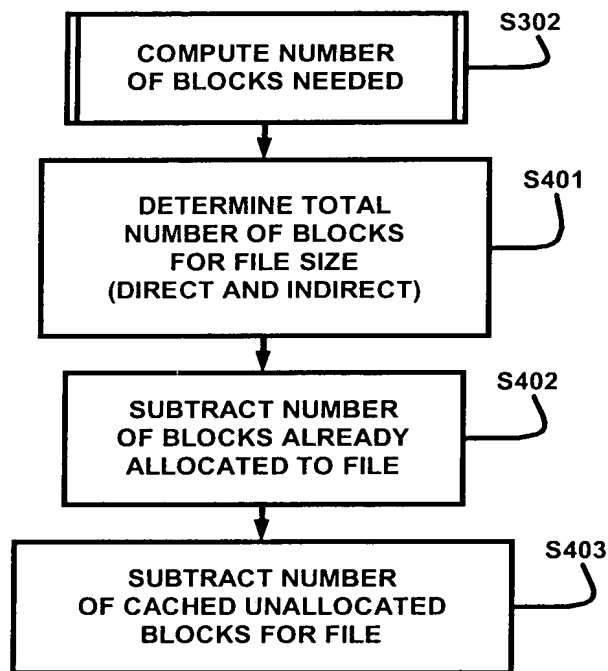 S302
COMPUTE NUMBER
OF BLOCKS NEEDED
S401
DETERMINE TOTAL
NUMBER OF BLOCKS
FOR FILE SIZE
(DIRECT AND INDIRECT)
S402
SUBTRACT NUMBER
OF BLOCKS ALREADY
ALLOCATED TO FILE
S403
SUBTRACT NUMBER
OF CACHED UNALLOCATED
BLOCKS FOR FILE